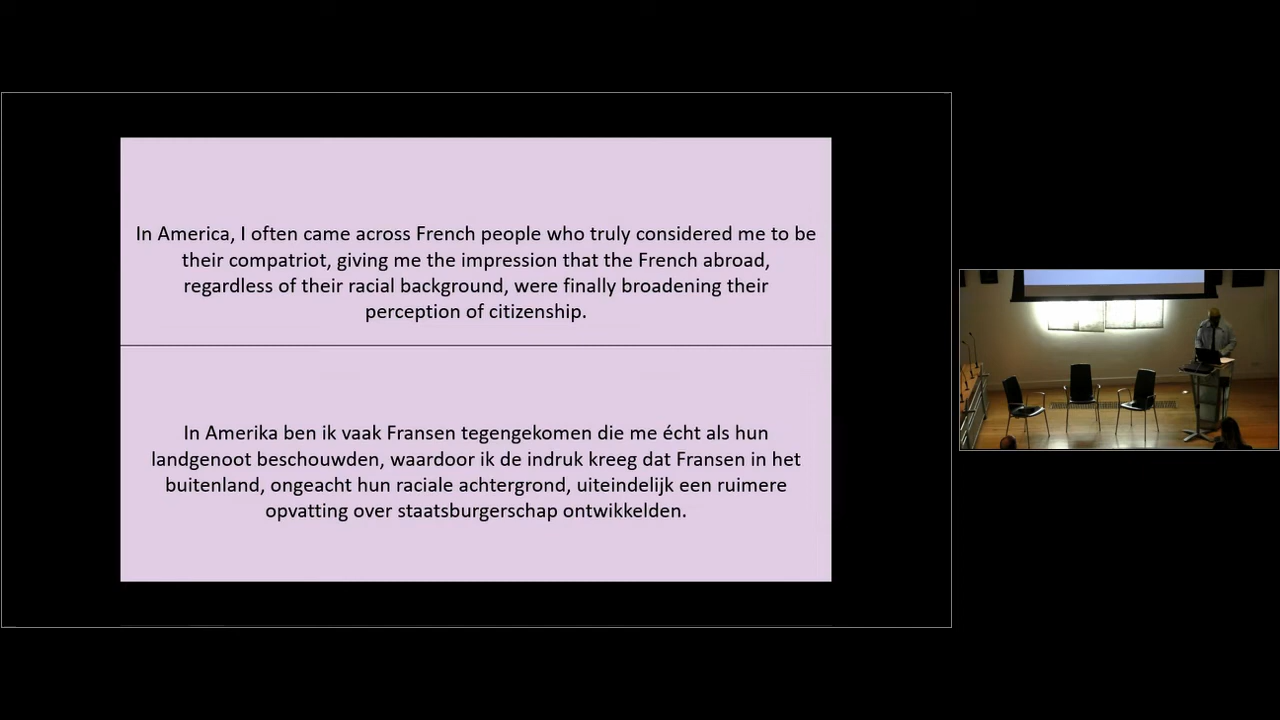 In America, I often came across French people who truly considered me to be
their compatriot, giving me the impression that the French abroad,
regardless of their racial background, were finally broadening their
perception of citizenship.
In Amerika ben ik vaak Fransen tegengekomen die me écht als hun
landgenoot beschouwden, waardoor ik de indruk kreeg dat Fransen in het
buitenland, ongeacht hun raciale achtergrond, uiteindelijk een ruimere
opvatting over staatsburgerschap ontwikkelden.